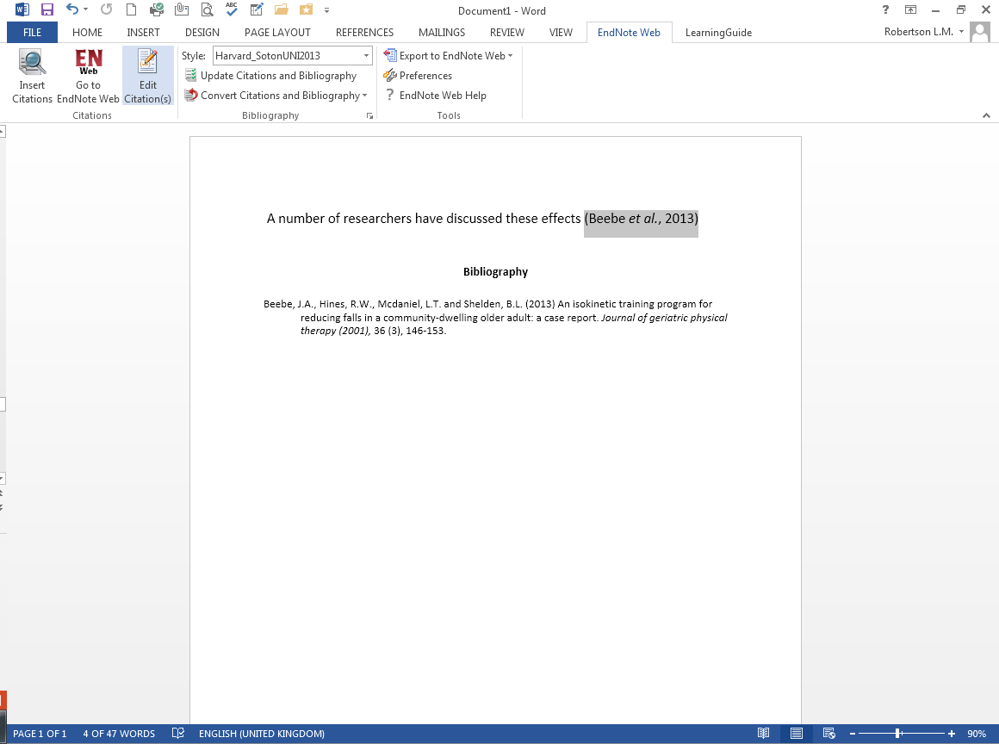 ABC
Document1 - Word
?
FILE
HOME
INSERT
DESIGN
PAGE LAYOUT
REFERENCES
MAILINGS
REVIEW
VIEW
EndNote Web
LearningGuide
Robertson L.M.
Insert
Citations
EN
Web
Go to
EndNote Web
Edit
Citation(s)
Citations
Style: Harvard_SotonUNI2013
Update Citations and Bibliography
Convert Citations and Bibliography
Bibliography
Export to EndNote Web
Preferences
? EndNote Web Help
Tools
A number of researchers have discussed these effects (Beebe et al., 2013)
Bibliography
Beebe, J.A., Hines, R.W., Mcdaniel, L.T. and Shelden, B.L. (2013) An isokinetic training program for
reducing falls in a community-dwelling older adult: a case report. Journal of geriatric physical
therapy (2001), 36 (3), 146-153.
PAGE 1 OF 1
4 OF 47 WORDS
ENGLISH (UNITED KINGDOM)
90%